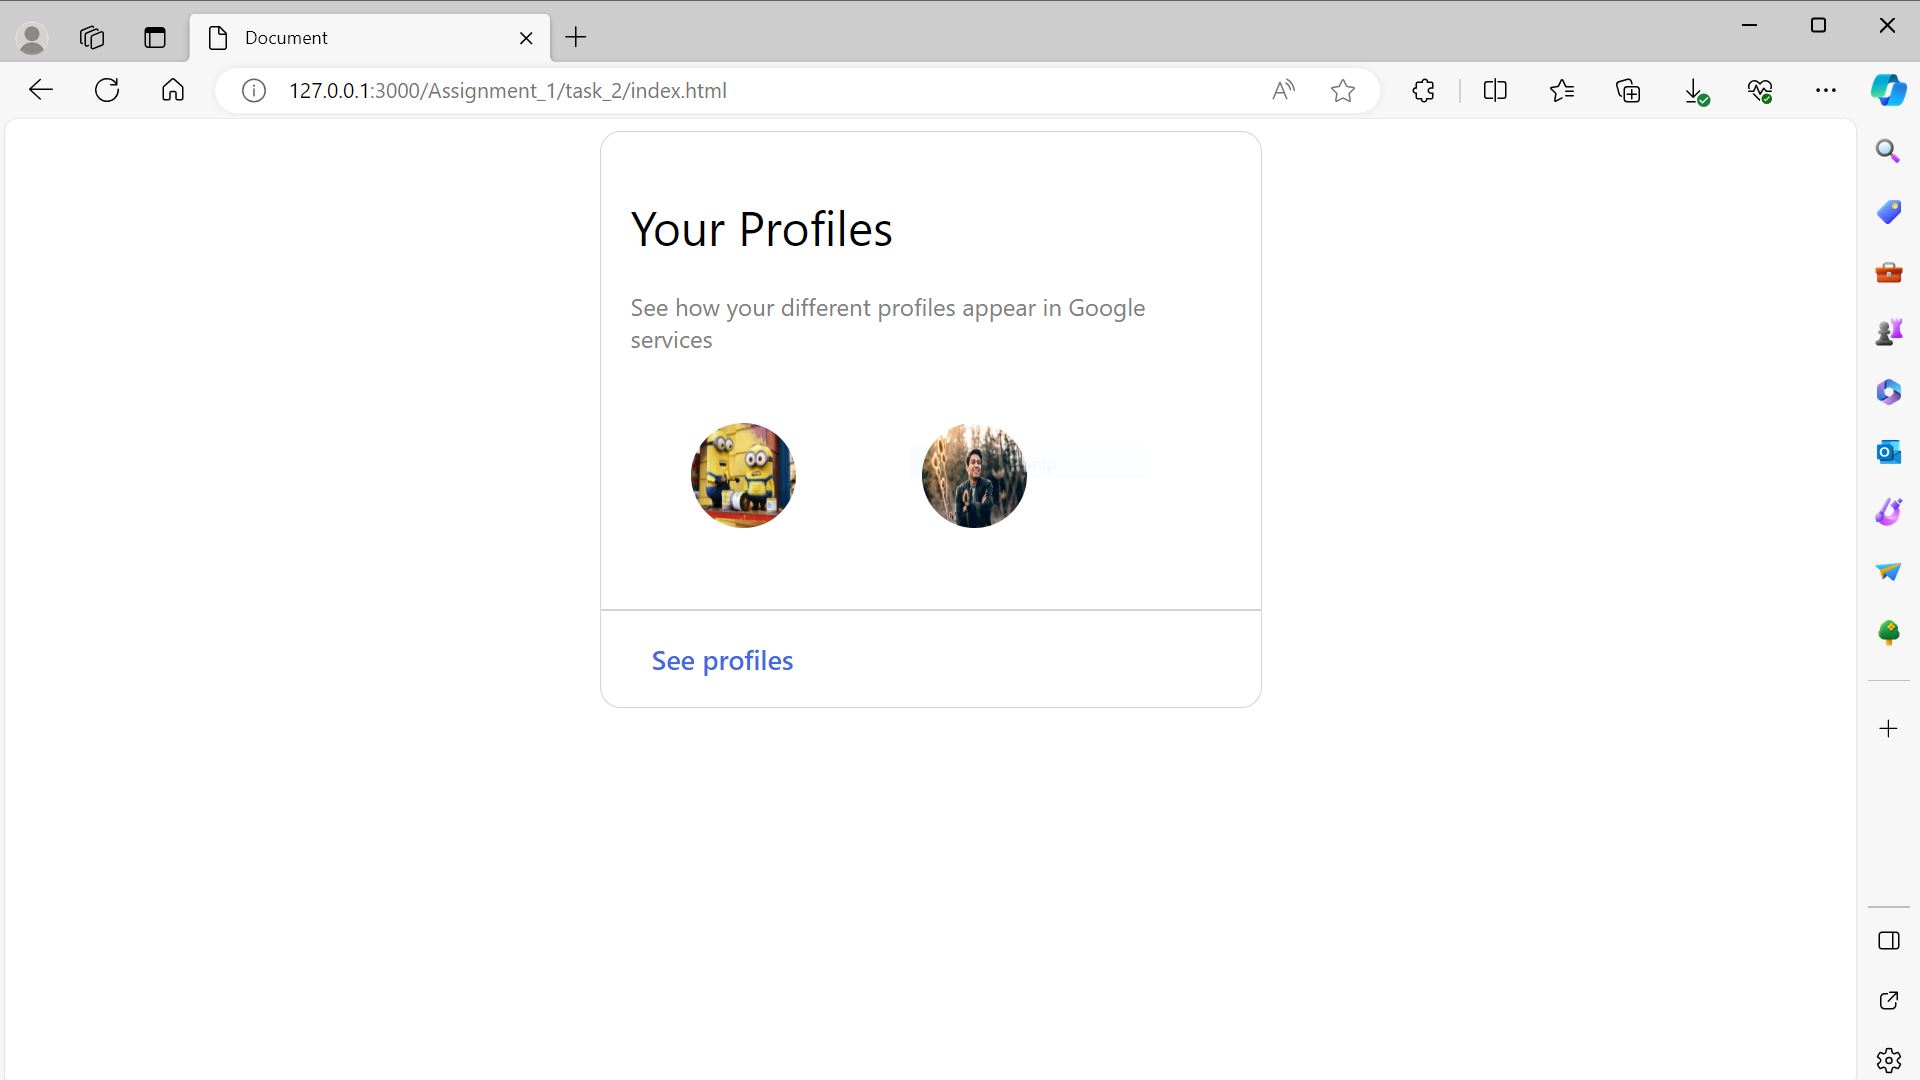 Document
127.0.0.1:3000/Assignment_1/task_2/index.html
Your Profiles
See how your different profiles appear in Google
services
See profiles